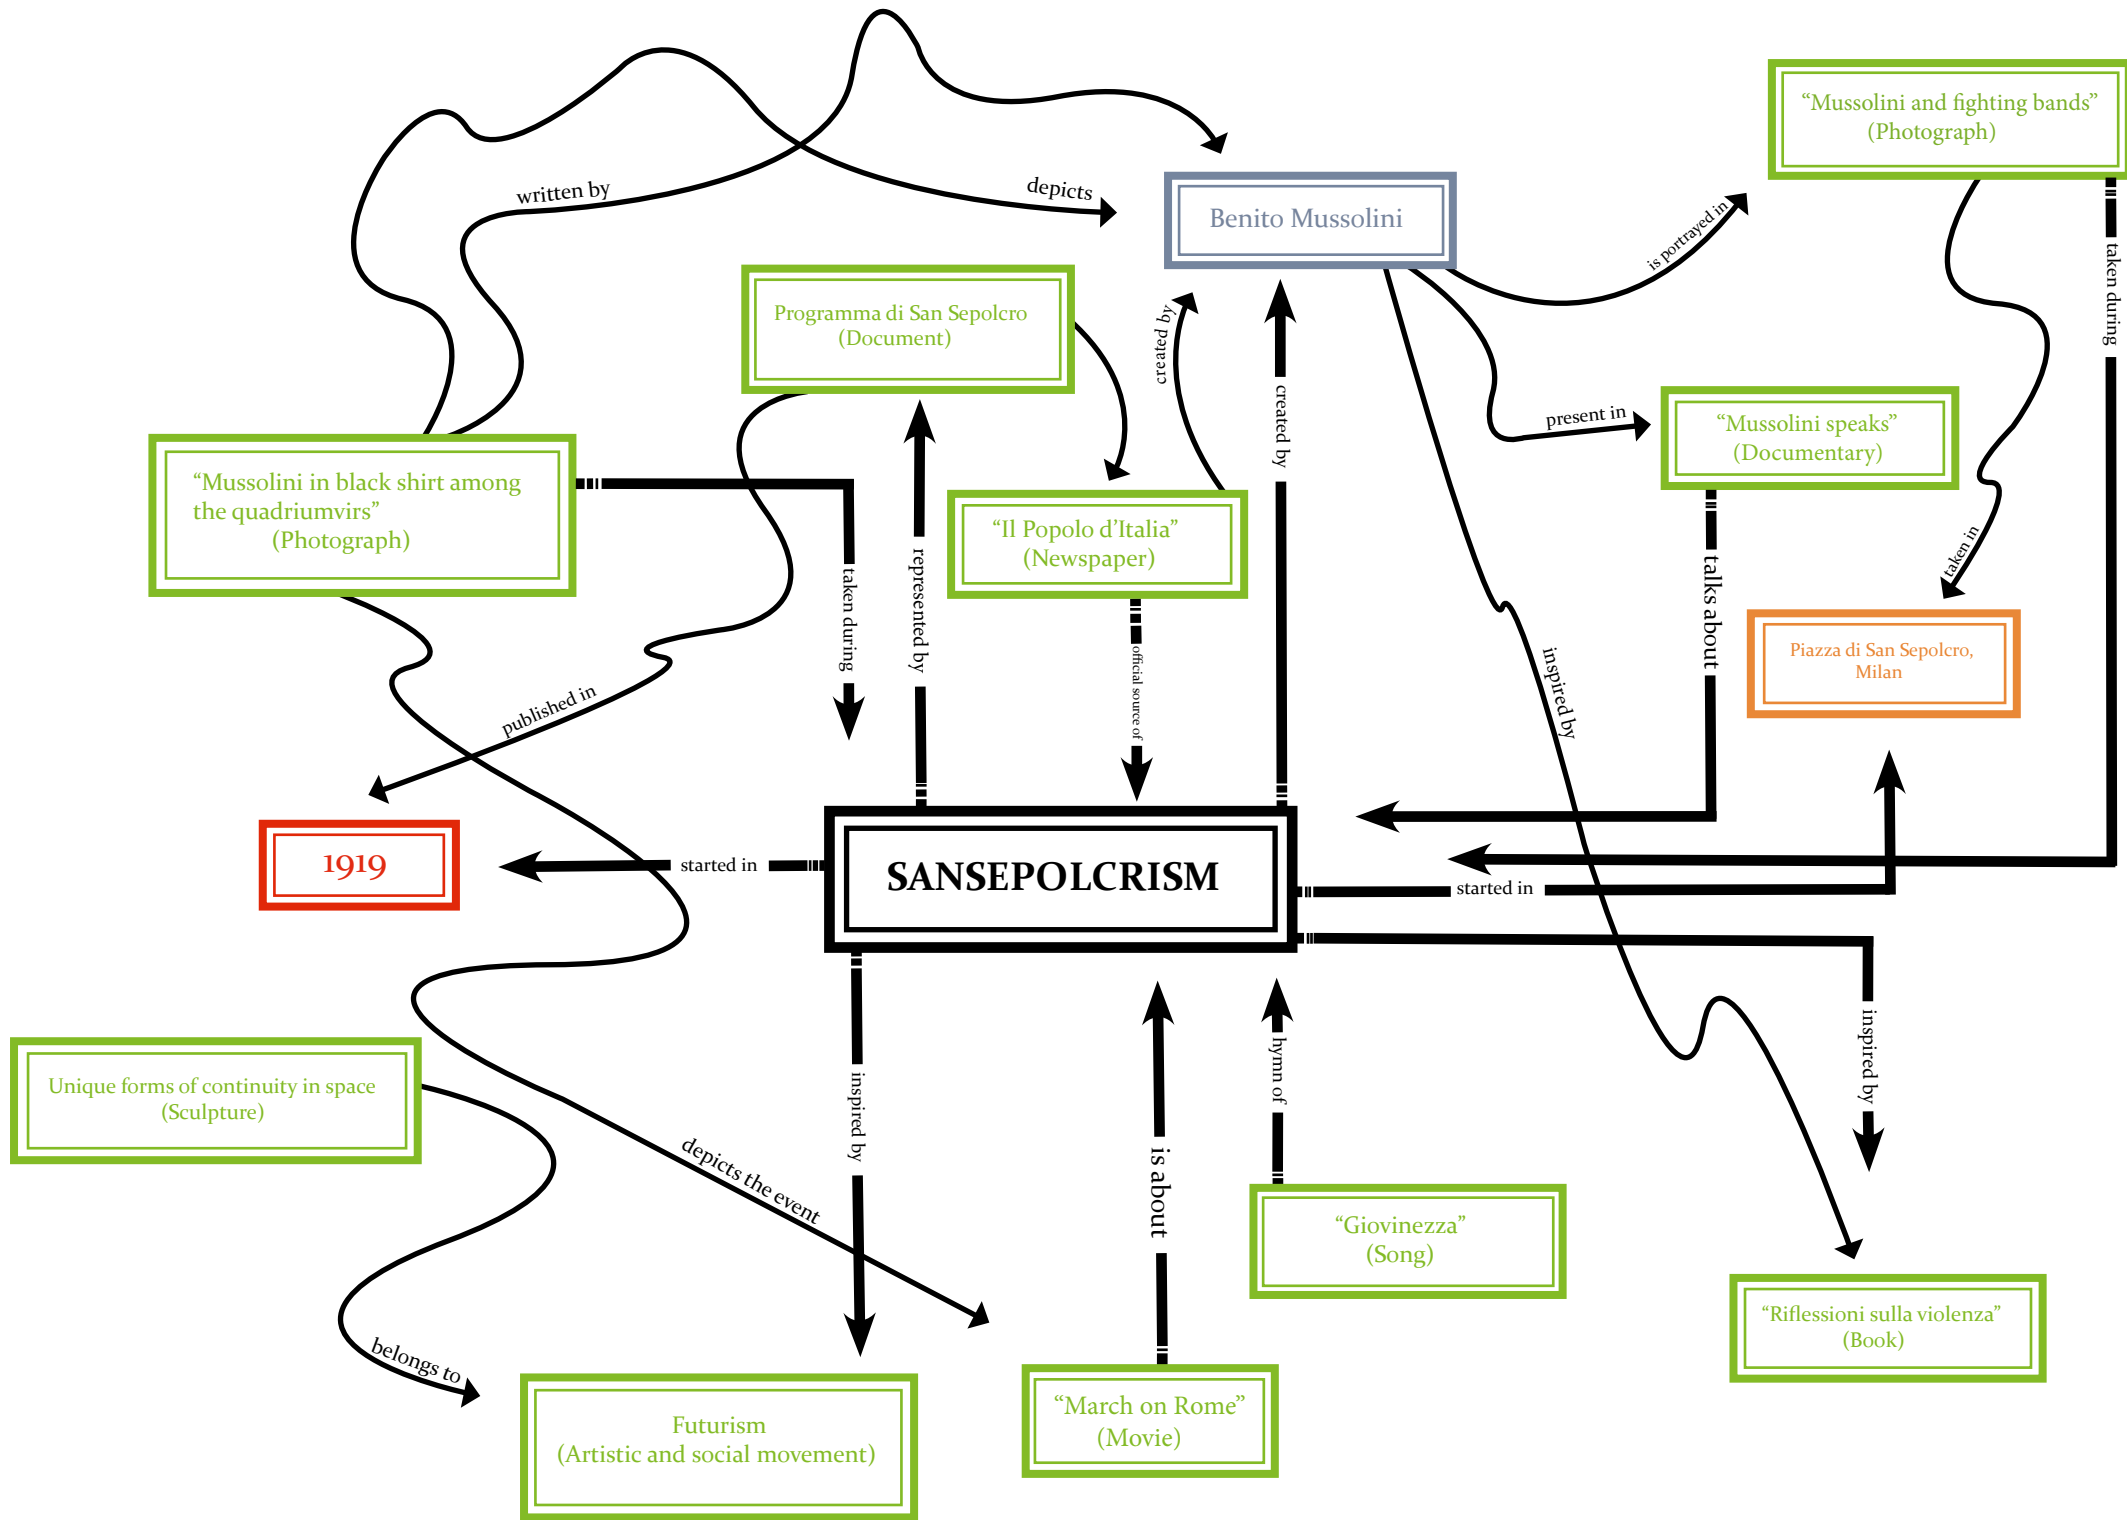 “Mussolini and fighting bands”
(Photograph)
written by
depicts
Benito Mussolini
is portrayed in
taken during
Programma di San Sepolcro
(Document)
created by
created by
present in
“Mussolini speaks”
(Documentary)
“Mussolini in black shirt among
the quadriumvirs”
(Photograph)
“Il Popolo d’Italia”
(Newspaper)
taken in
taken during
represented by
official source of
talks about
inspired by
Piazza di San Sepolcro,
Milan
published in
1919
started in
SANSEPOLCRISM
started in
Unique forms of continuity in space
(Sculpture)
inspired by
hymn of
inspired by
depicts the event
is about
“Giovinezza”
(Song)
“Riflessioni sulla violenza”
(Book)
belongs to
Futurism
(Artistic and social movement)
“March on Rome”
(Movie)